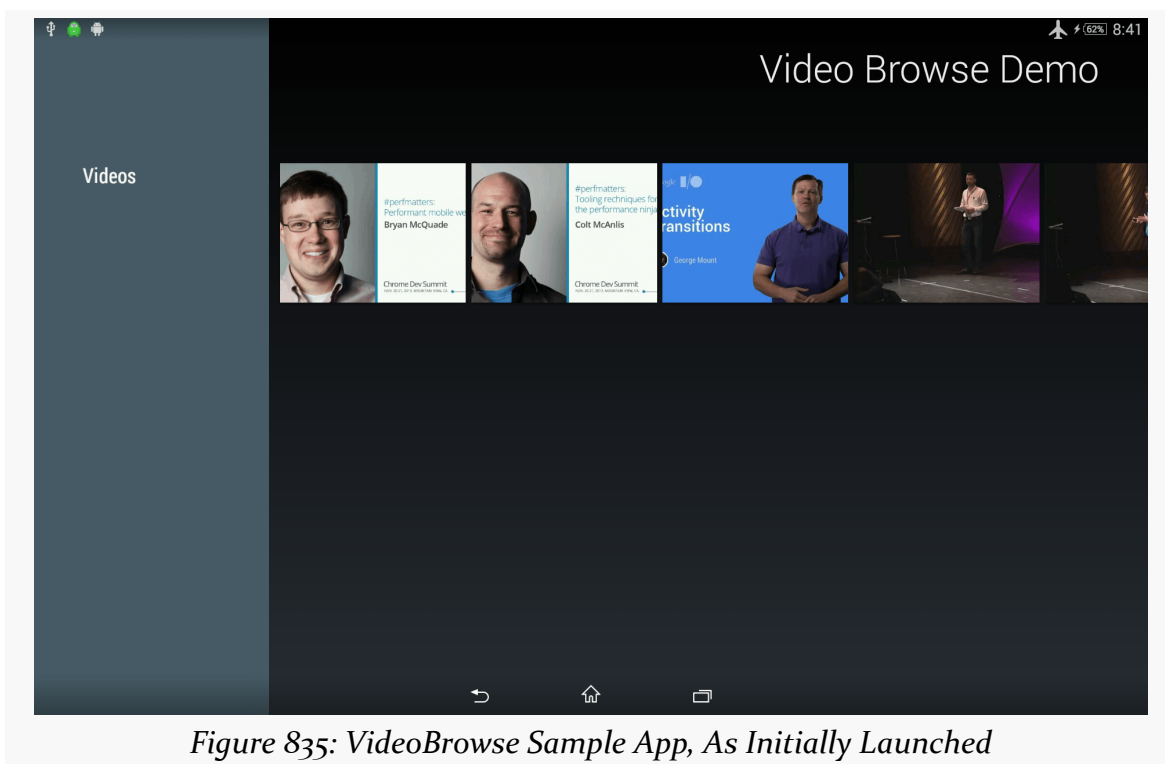 62% 8:41
Video Browse Demo
Videos
#perfmatters:
Performant mobile we
Bryan McQuade
Chrome Dev Summit
#perfmatters:
Tooling rechniques for
the performance ninja
Colt McAnlis
Chrome Dev Summit
I/O
ctivity
ransitions
George Mount
Figure 835: VideoBrowse Sample App, As Initially Launched